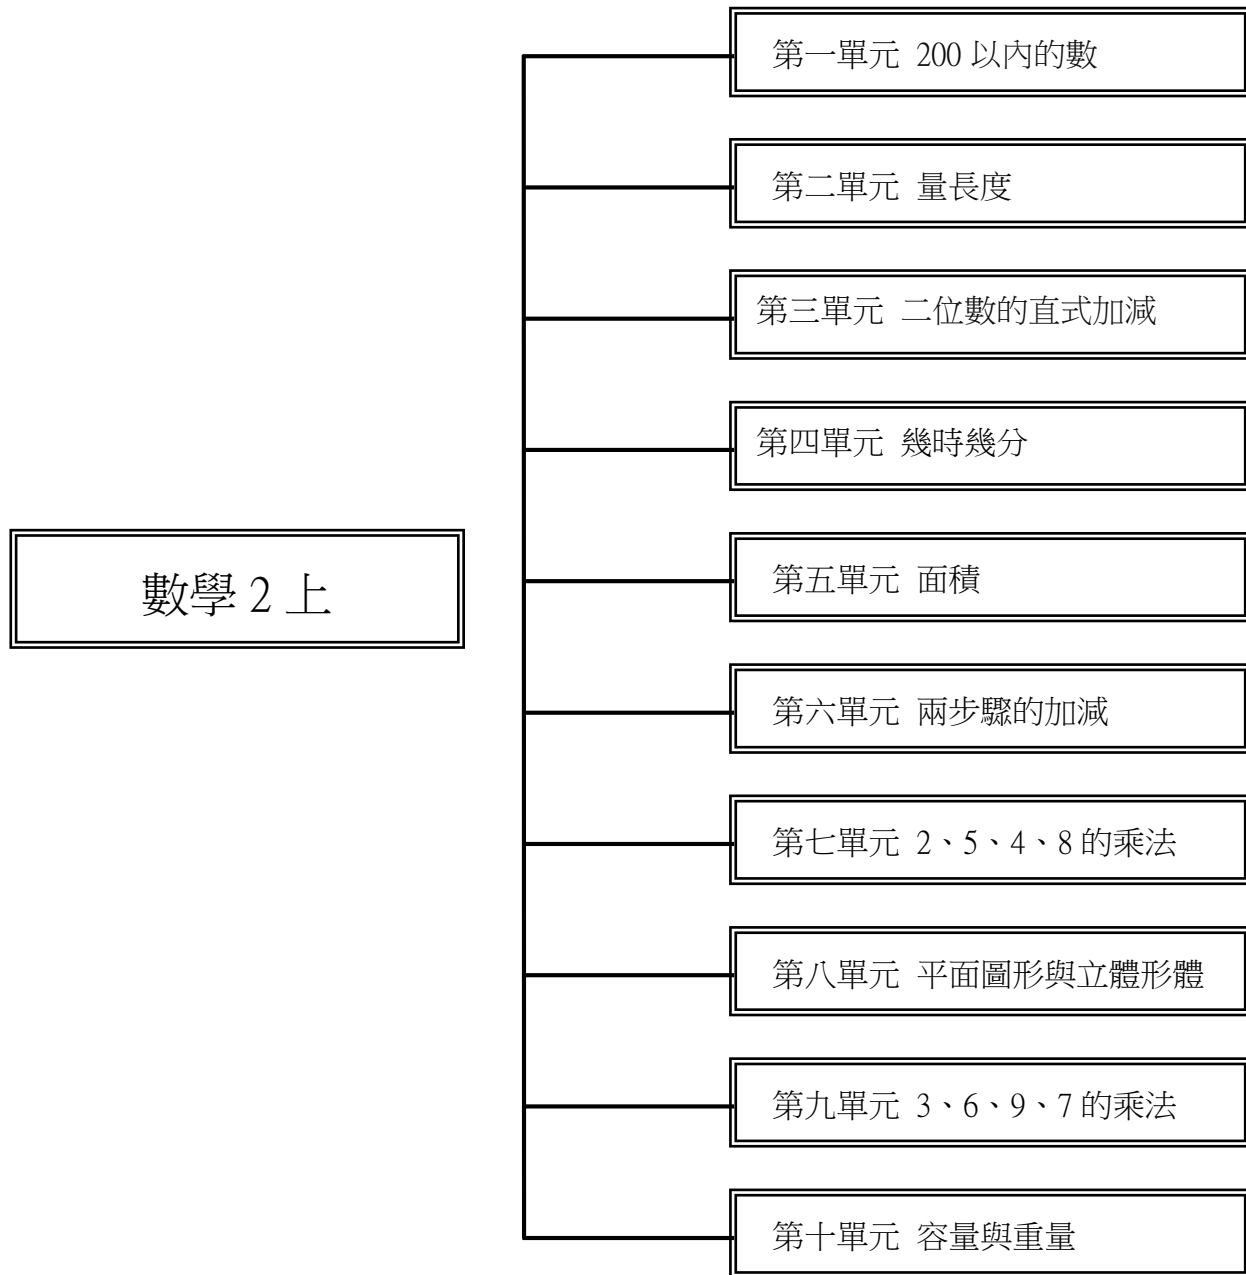 第一單元 200 以內的數
第二單元 量長度
第三單元 二位數的直式加減
第四單元 幾時幾分
數學 2 上
第五單元 面積
第六單元 兩步驟的加減
第七單元 2、5、4、8 的乘法
第八單元 平面圖形與立體形體
第九單元 3、6、9、7 的乘法
第十單元 容量與重量